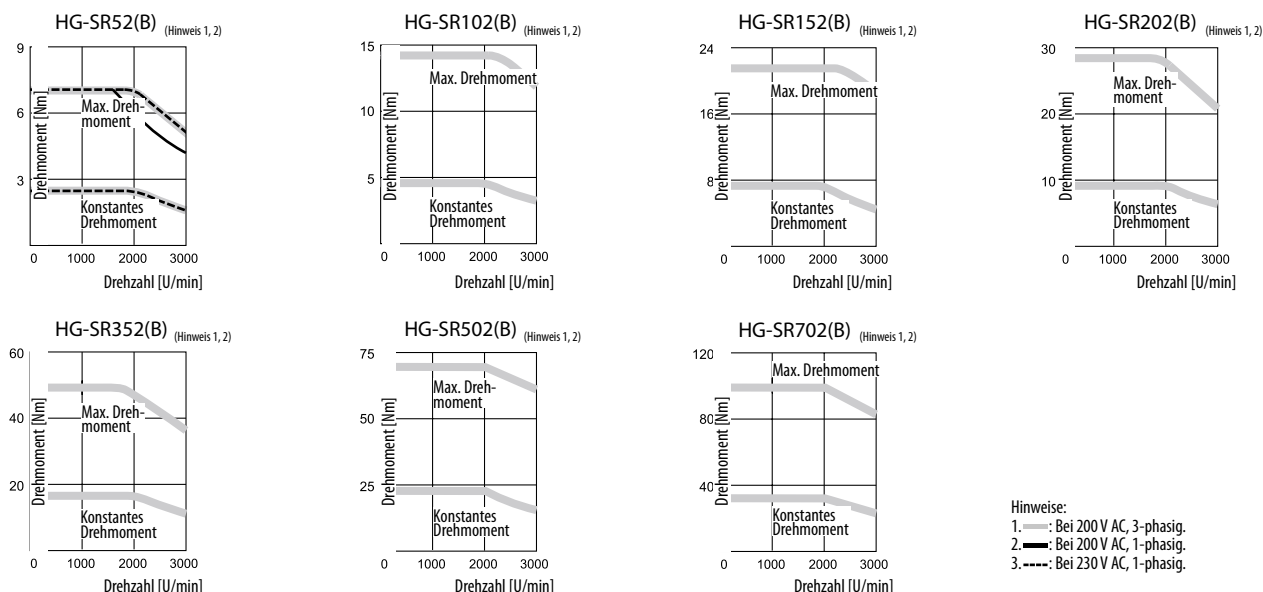 HG-SR52(B) (Hinweis 1, 2)
9
6
3
Drehmoment [Nm]
Max. Dreh-
moment
Konstantes
Drehmoment
0 1000 2000 3000
Drehzahl [U/min]
HG-SR102(B) (Hinweis 1, 2)
15
10
5
0
Drehmoment [Nm]
Max. Drehmoment
Konstantes
Drehmoment
0 1000 2000 3000
Drehzahl [U/min]
HG-SR152(B) (Hinweis 1, 2)
24
16
8
Drehmoment [Nm]
Max. Drehmoment
Konstantes
Drehmoment
0 1000 2000 3000
Drehzahl [U/min]
HG-SR202(B) (Hinweis 1, 2)
30
20
10
Drehmoment [Nm]
Max. Dreh-
moment
Konstantes
Drehmoment
0 1000 2000 3000
Drehzahl [U/min]
HG-SR352(B) (Hinweis 1, 2)
60
40
20
Drehmoment [Nm]
Max. Dreh-
moment
Konstantes
Drehmoment
0 1000 2000 3000
Drehzahl [U/min]
HG-SR502(B) (Hinweis 1, 2)
75
50
25
Drehmoment [Nm]
Max. Dreh-
moment
Konstantes
Drehmoment
0 1000 2000 3000
Drehzahl [U/min]
HG-SR702(B) (Hinweis 1, 2)
120
80
40
Drehmoment [Nm]
Max. Drehmoment
Konstantes
Drehmoment
0 1000 2000 3000
Drehzahl [U/min]
Hinweise:
1. : Bei 200 V AC, 3-phasig.
2. : Bei 200 V AC, 1-phasig.
3. : Bei 230 V AC, 1-phasig.